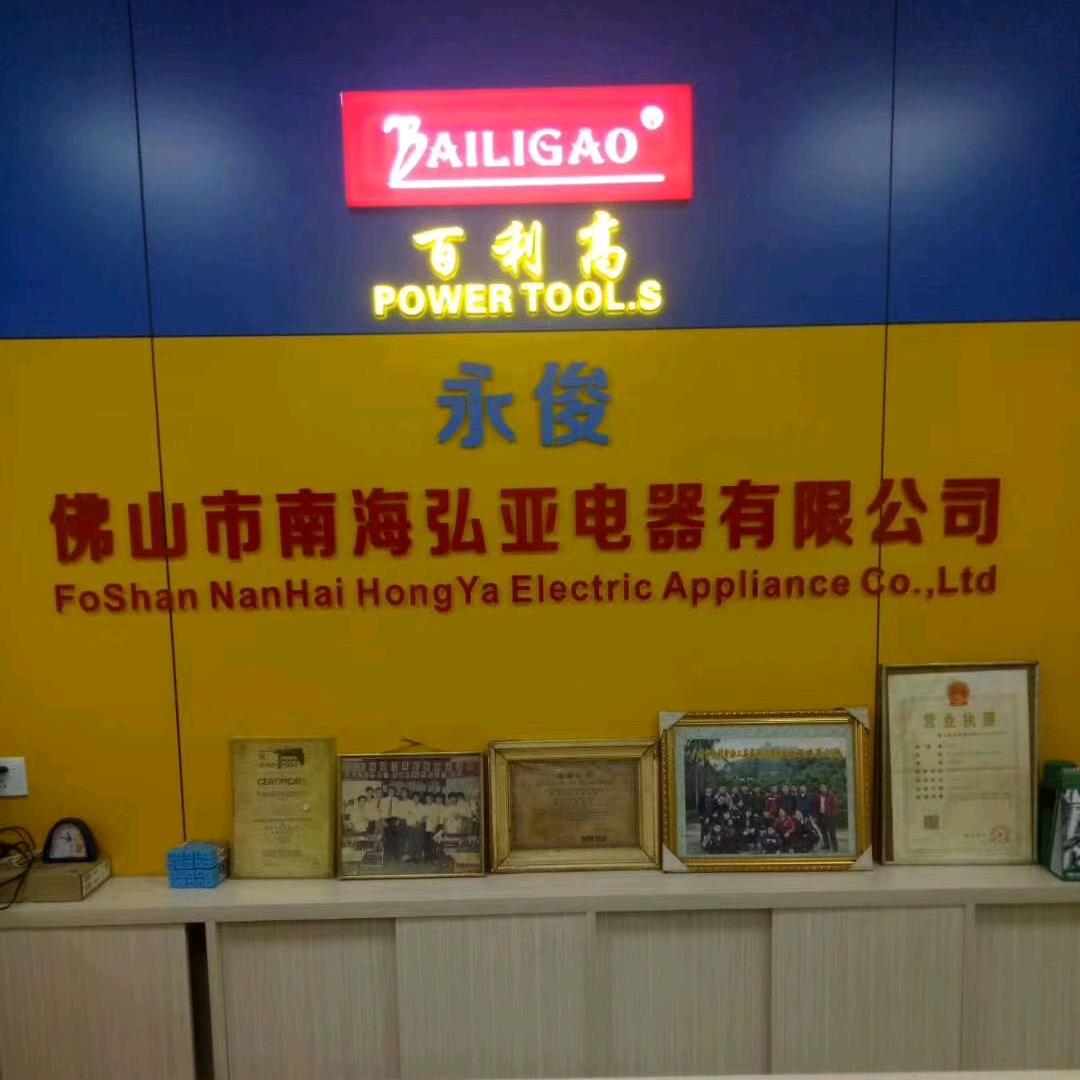 BAILIGAO®
百利高
POWER TOOL.S
永俊
佛山市南海弘亚电器有限公司
FoShan NanHai HongYa Electric Appliance Co.,Ltd
CERTIFICATE
营业执照